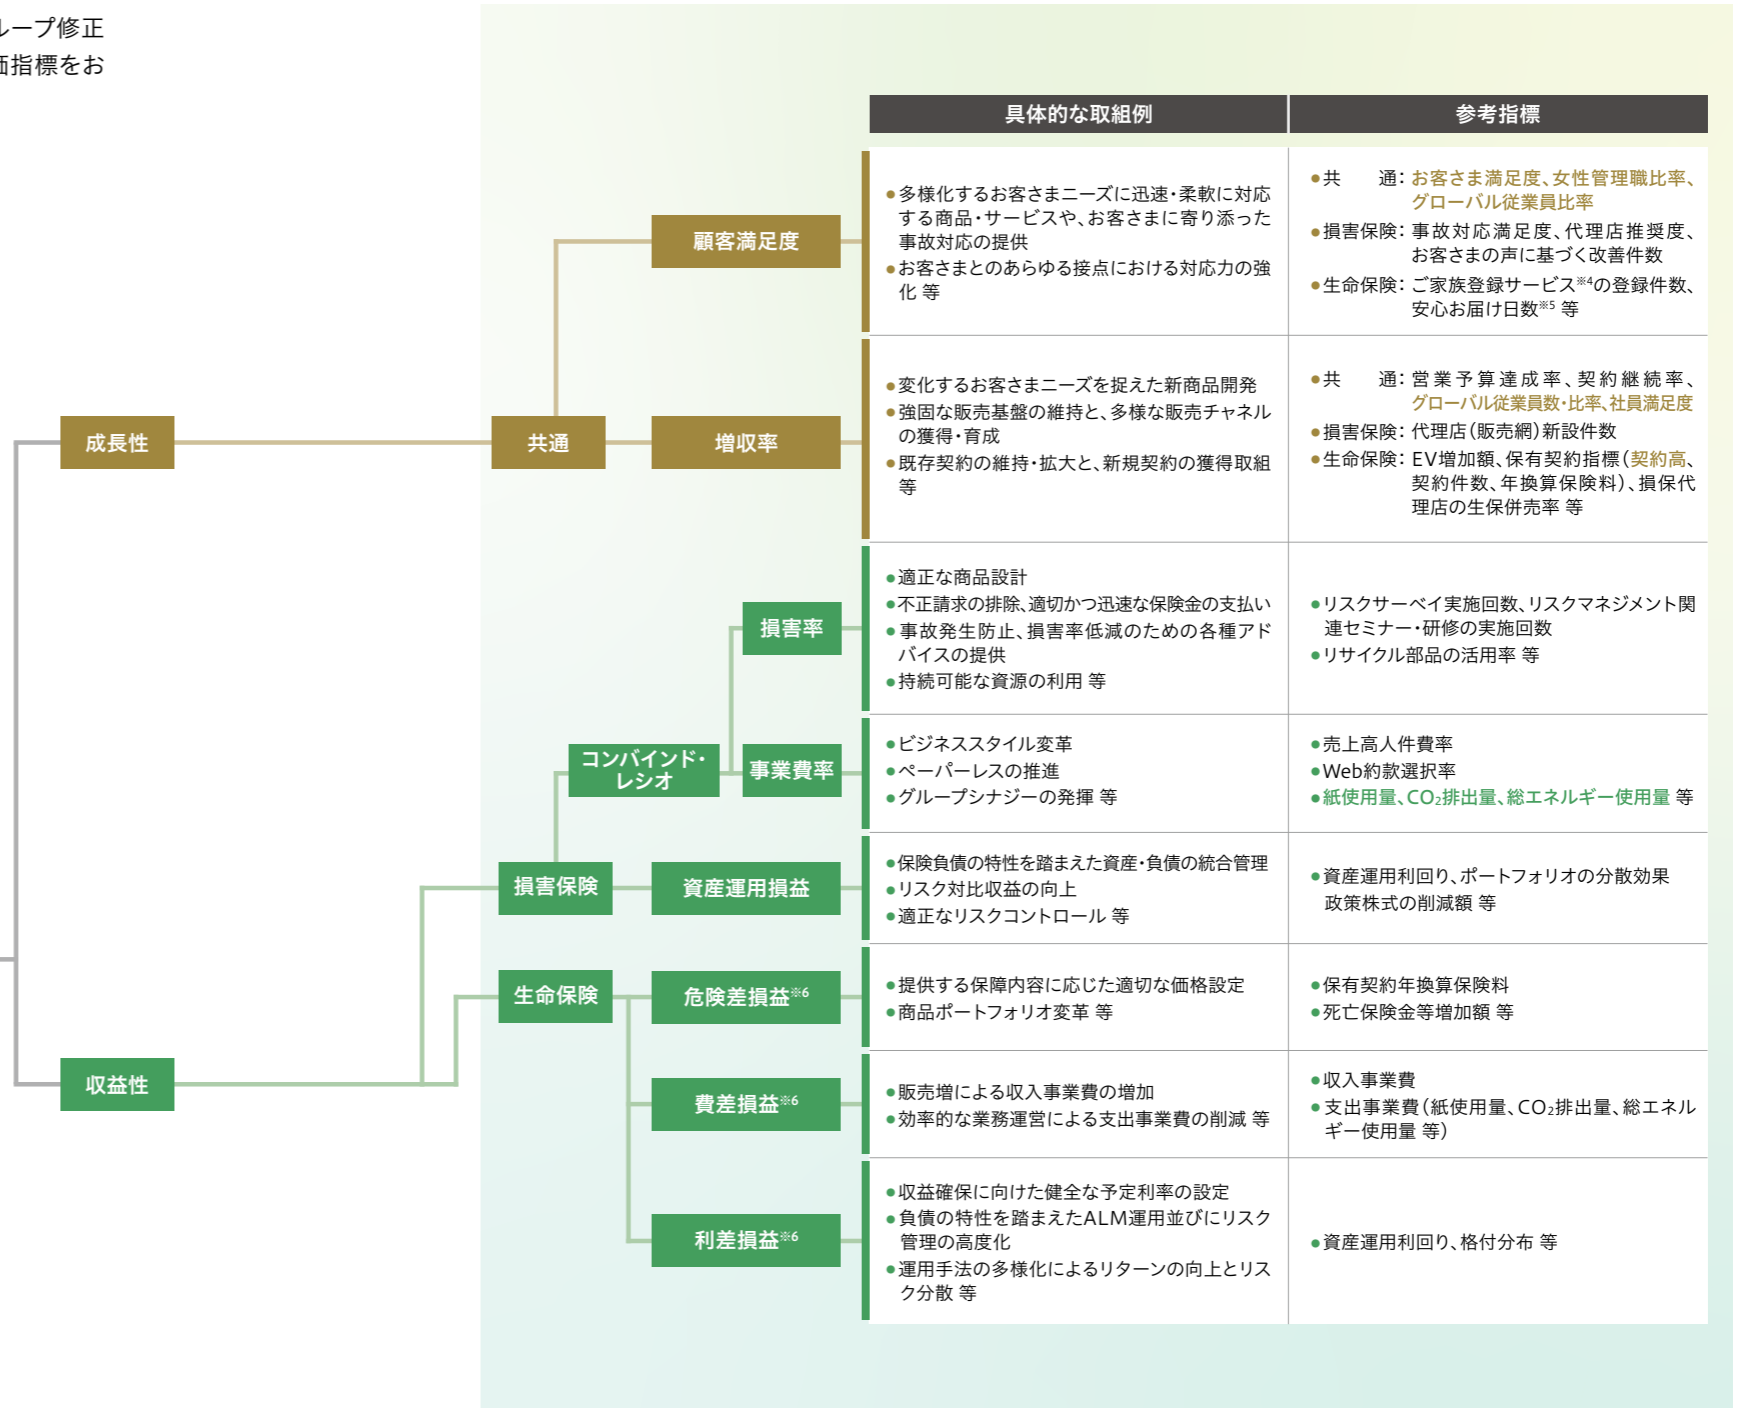 ループ修正
価指標をお
具体的な取組例
参考指標
成長性
共通
顧客満足度
●多様化するお客さまニーズに迅速・柔軟に対応
する商品・サービスや、お客さまに寄り添った
事故対応の提供
●お客さまとのあらゆる接点における対応力の強
化 等
●共　　通：お客さま満足度、女性管理職比率、
グローバル従業員比率
●損害保険：事故対応満足度、代理店推奨度、
お客さまの声に基づく改善件数
●生命保険：ご家族登録サービス※4の登録件数、
安心お届け日数※5 等
増収率
●変化するお客さまニーズを捉えた新商品開発
●強固な販売基盤の維持と、多様な販売チャネル
の獲得・育成
●既存契約の維持・拡大と、新規契約の獲得取組
等
●共　　通：営業予算達成率、契約継続率、
グローバル従業員数・比率、社員満足度
●損害保険：代理店（販売網）新設件数
●生命保険：EV増加額、保有契約指標（契約高、
契約件数、年換算保険料）、損保代
理店の生保併売率 等
収益性
損害保険
コンバインド・
レシオ
損害率
●適正な商品設計
●不正請求の排除、適切かつ迅速な保険金の支払い
●事故発生防止、損害率低減のための各種アド
バイスの提供
●持続可能な資源の利用 等
●リスクサーベイ実施回数、リスクマネジメント関
連セミナー・研修の実施回数
●リサイクル部品の活用率 等
事業費率
●ビジネススタイル変革
●ペーパーレスの推進
●グループシナジーの発揮 等
●売上高人件費率
●Web約款選択率
●紙使用量、CO₂排出量、総エネルギー使用量 等
資産運用損益
●保険負債の特性を踏まえた資産・負債の統合管理
●リスク対比収益の向上
●適正なリスクコントロール 等
●資産運用利回り、ポートフォリオの分散効果
政策株式の削減額 等
生命保険
危険差損益※6
●提供する保障内容に応じた適切な価格設定
●商品ポートフォリオ変革 等
●保有契約年換算保険料
●死亡保険金等増加額 等
費差損益※6
●販売増による収入事業費の増加
●効率的な業務運営による支出事業費の削減 等
●収入事業費
●支出事業費（紙使用量、CO₂排出量、総エネル
ギー使用量 等）
利差損益※6
●収益確保に向けた健全な予定利率の設定
●負債の特性を踏まえたALM運用並びにリスク
管理の高度化
●運用手法の多様化によるリターンの向上とリス
ク分散 等
●資産運用利回り、格付分布 等